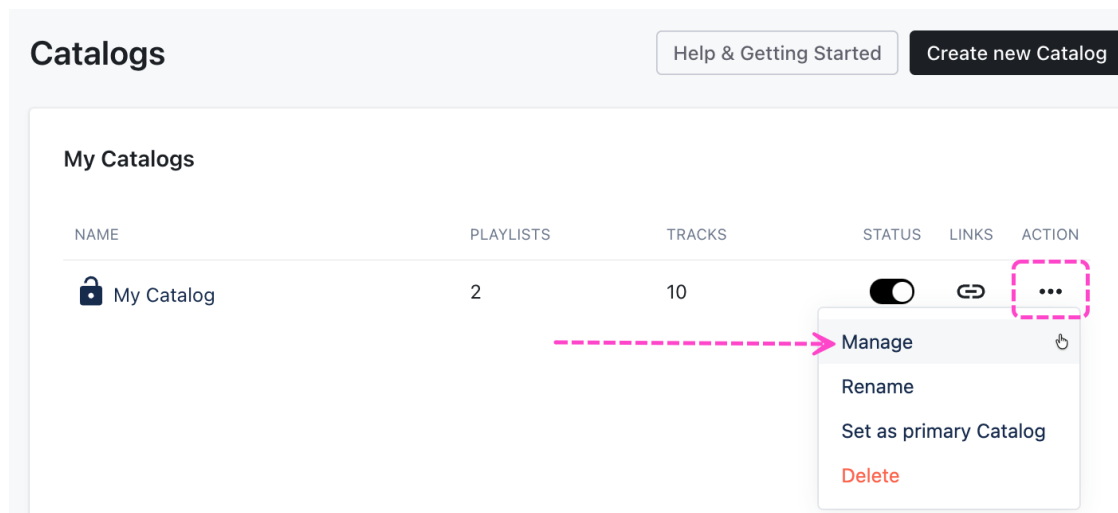 Catalogs
Help & Getting Started
Create new Catalog
My Catalogs
NAME PLAYLISTS TRACKS STATUS LINKS ACTION
My Catalog 2 10
Manage
Rename
Set as primary Catalog
Delete